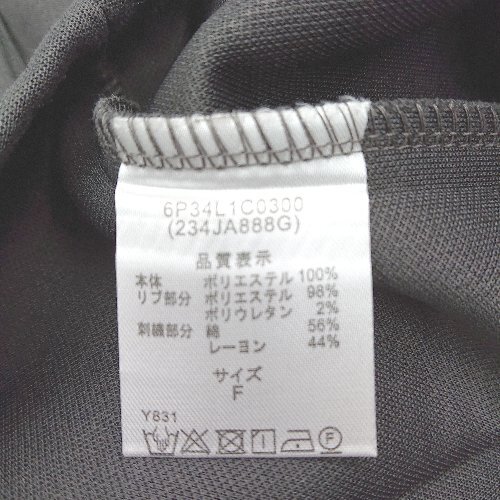 6P34L1C0300
(234JA888G)
品質表示
本体 ポリエステル 100%
リブ部分 ポリエステル 98%
ポリウレタン 2%
刺繍部分 綿 56%
レーヨン 44%
サイズ
F
Y831
F